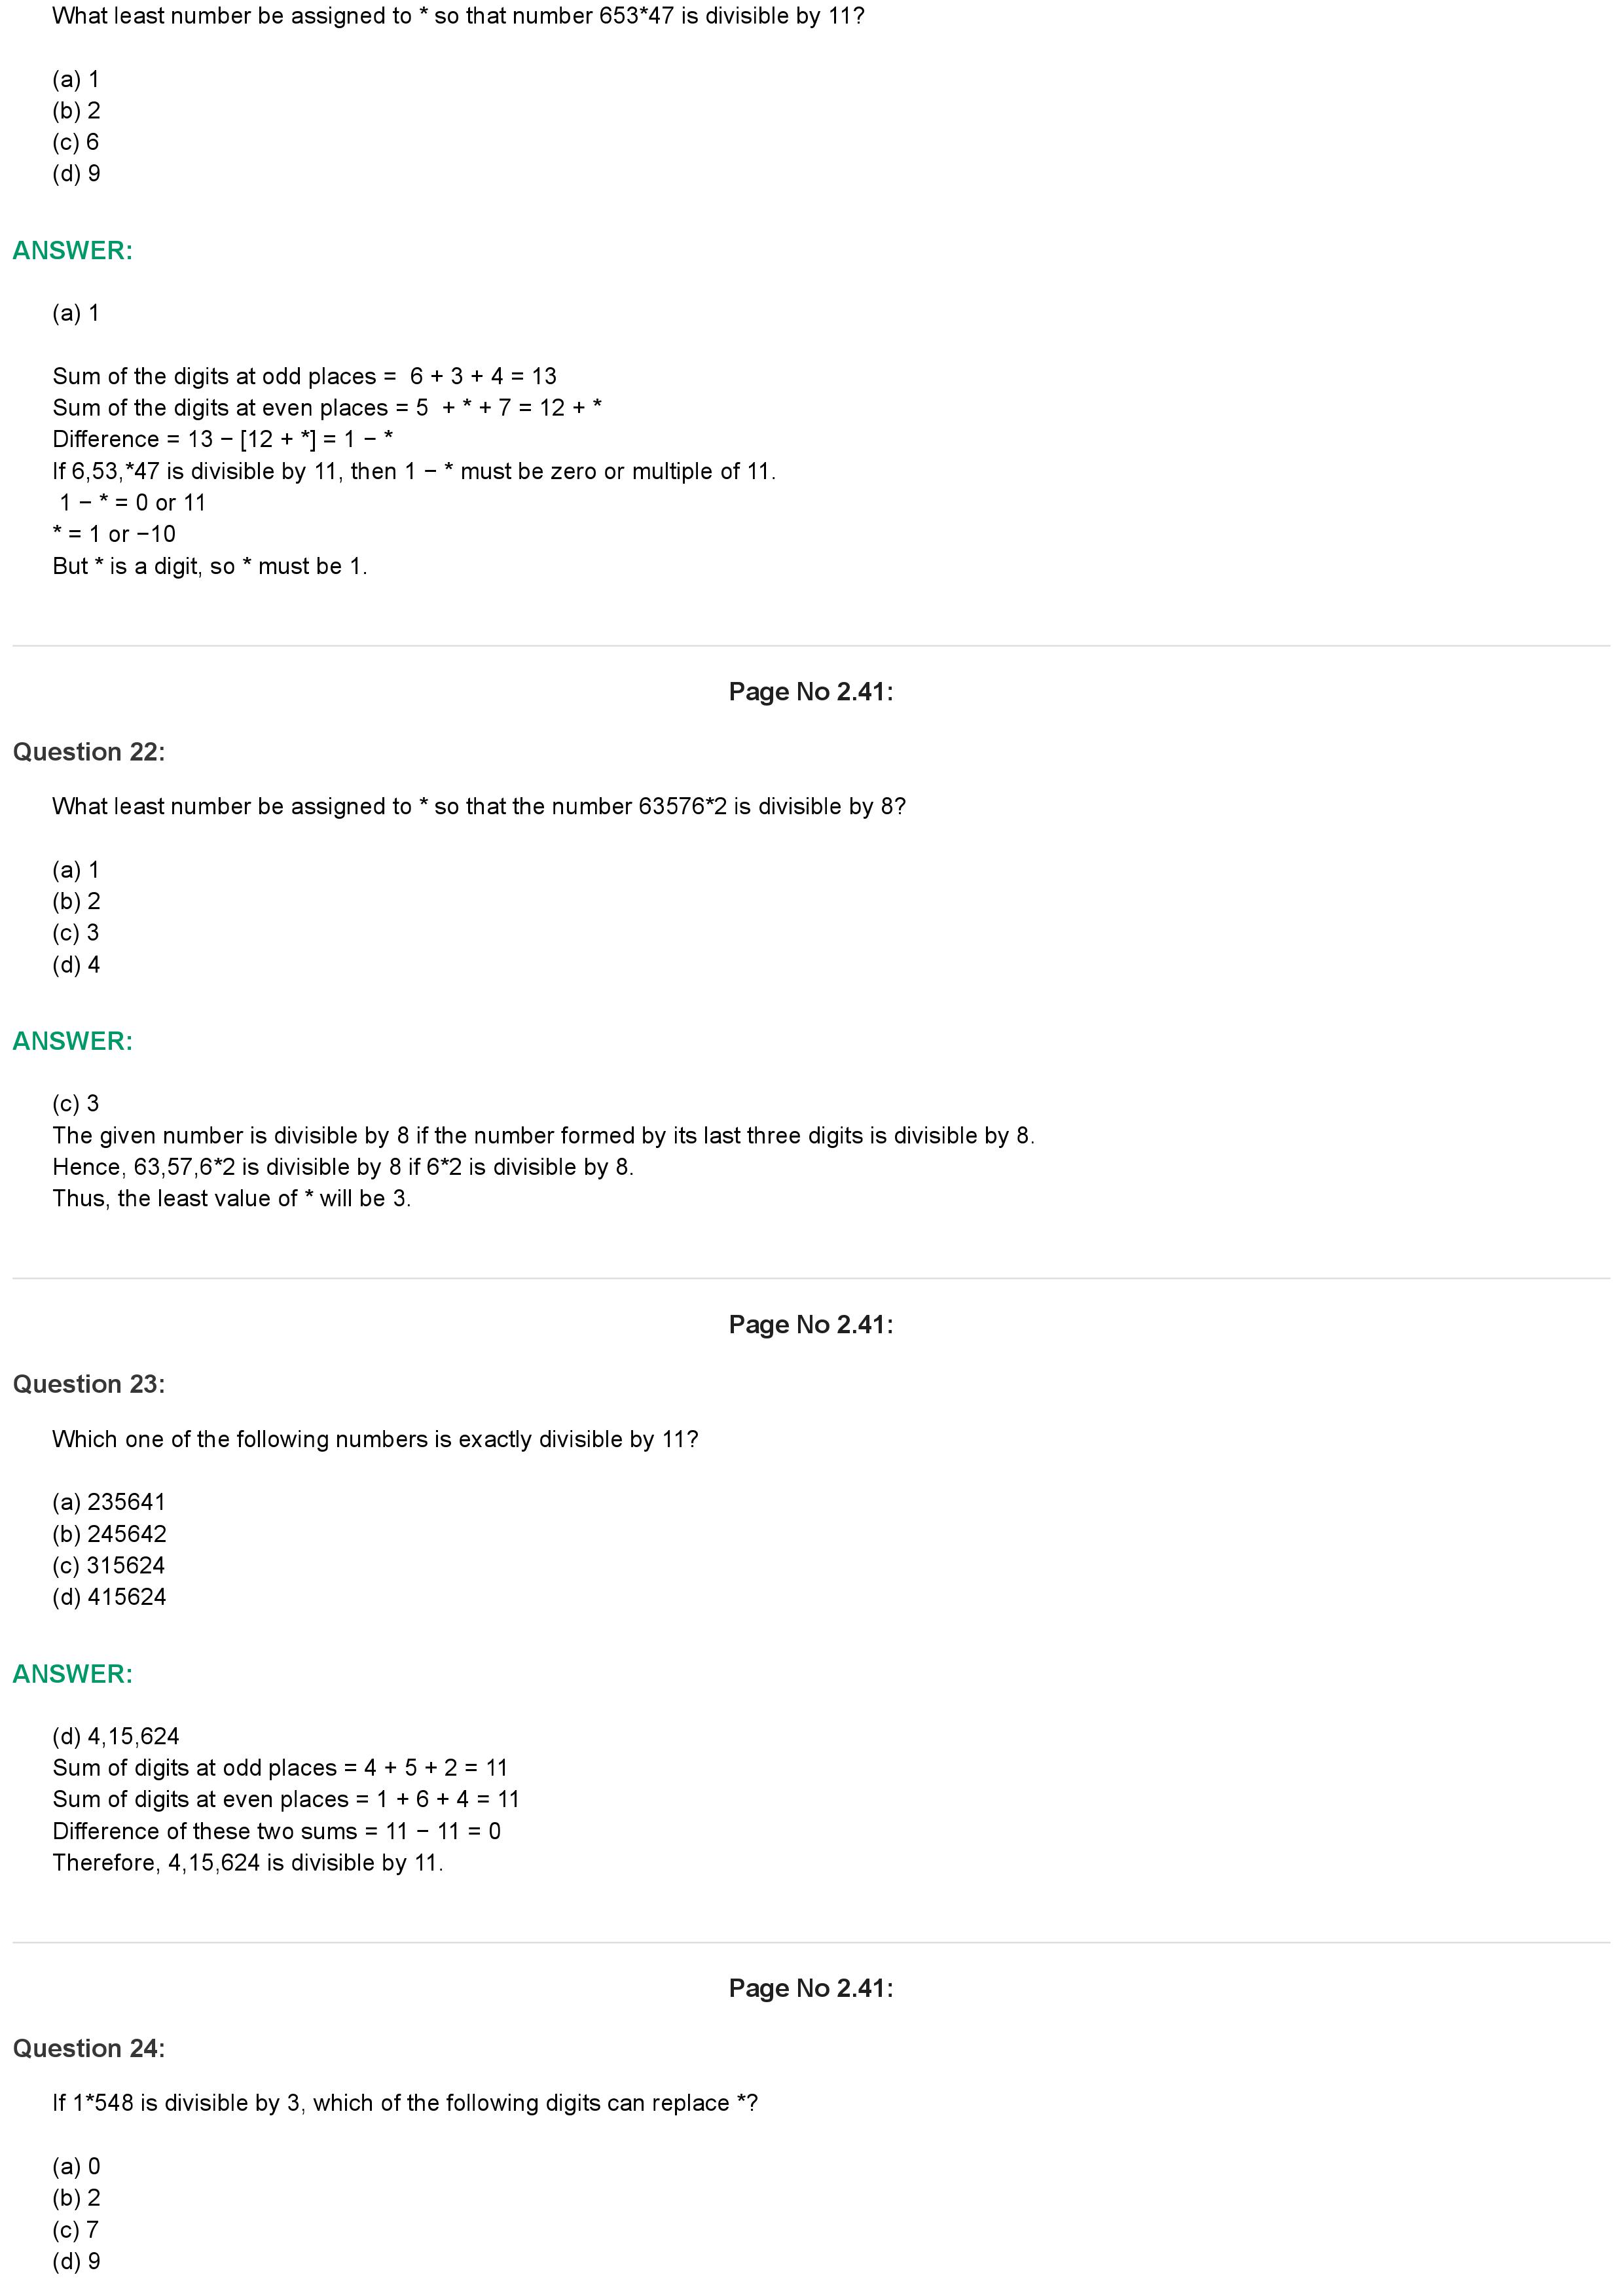 What least number be assigned to * so that number 653*47 is divisible by 11?
(a) 1
(b) 2
(c) 6
(d) 9
ANSWER:
(a) 1
Sum of the digits at odd places =  6 + 3 + 4 = 13
Sum of the digits at even places = 5  + * + 7 = 12 + *
Difference = 13 − [12 + *] = 1 − *
If 6,53,*47 is divisible by 11, then 1 − * must be zero or multiple of 11.
1 − * = 0 or 11
* = 1 or −10
But * is a digit, so * must be 1.
Page No 2.41:
Question 22:
What least number be assigned to * so that the number 63576*2 is divisible by 8?
(a) 1
(b) 2
(c) 3
(d) 4
ANSWER:
(c) 3
The given number is divisible by 8 if the number formed by its last three digits is divisible by 8.
Hence, 63,57,6*2 is divisible by 8 if 6*2 is divisible by 8.
Thus, the least value of * will be 3.
Page No 2.41:
Question 23:
Which one of the following numbers is exactly divisible by 11?
(a) 235641
(b) 245642
(c) 315624
(d) 415624
ANSWER:
(d) 4,15,624
Sum of digits at odd places = 4 + 5 + 2 = 11
Sum of digits at even places = 1 + 6 + 4 = 11
Difference of these two sums = 11 − 11 = 0
Therefore, 4,15,624 is divisible by 11.
Page No 2.41:
Question 24:
If 1*548 is divisible by 3, which of the following digits can replace *?
(a) 0
(b) 2
(c) 7
(d) 9